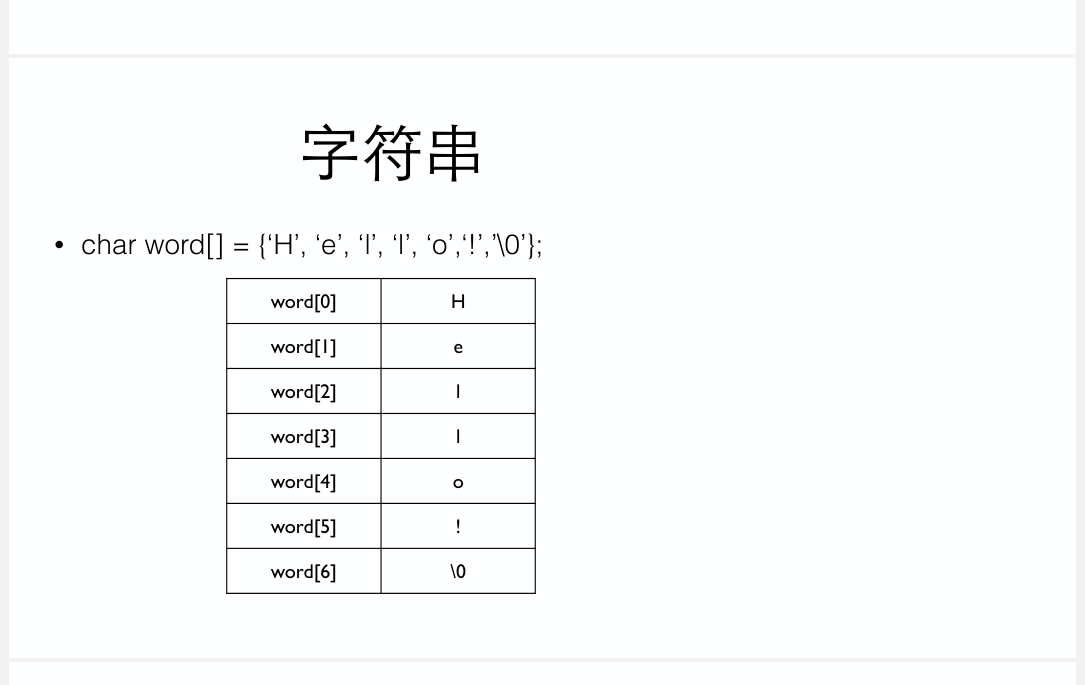 字符串
• char word[] = {‘H’, ‘e’, ‘l’, ‘l’, ‘o’,‘!’,’\0’};
word[0] H
word[1] e
word[2] l
word[3] l
word[4] o
word[5] !
word[6] \0